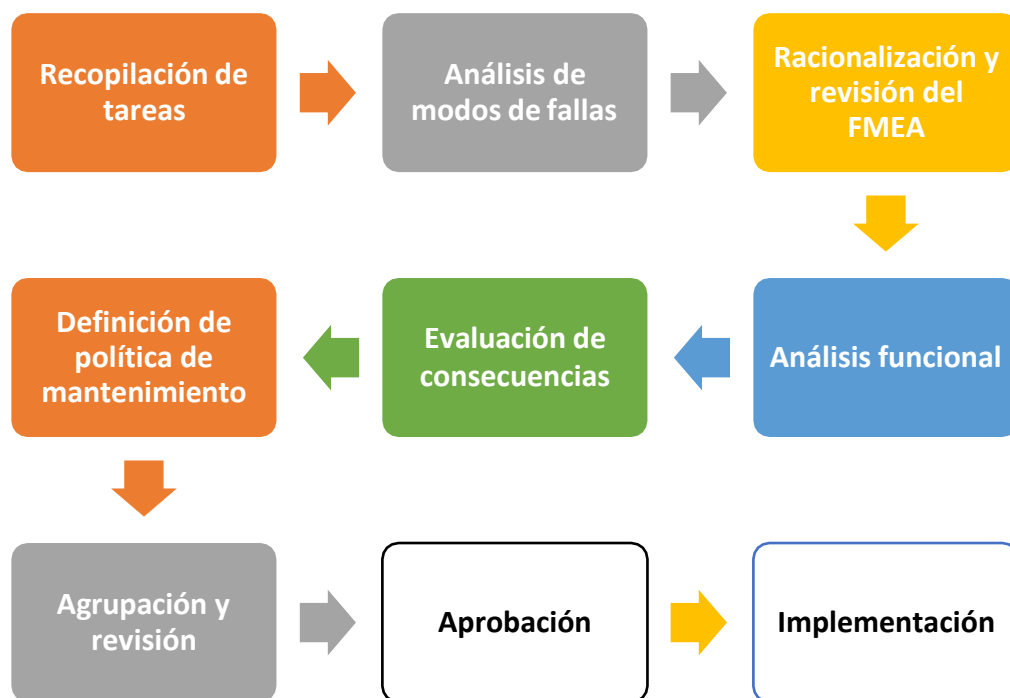 Recopilación de
tareas
Análisis de
modos de fallas
Racionalización y
revisión del
FMEA
Análisis funcional
Evaluación de
consecuencias
Definición de
política de
mantenimiento
Agrupación y
revisión
Aprobación
Implementación